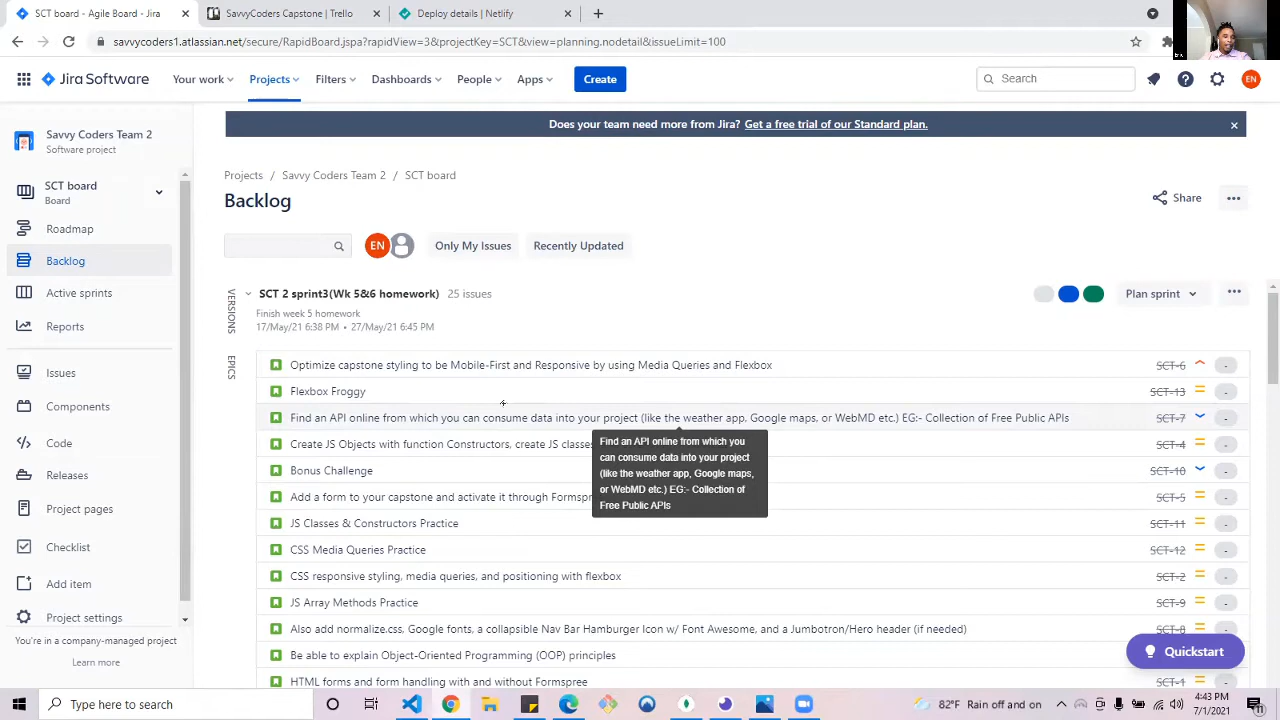 SCT board - Agile Board - Jira
SavvyCoders Capstone | Trello
Deploy details | Netlify
savvycoders1.atlassian.net/secure/RapidBoard.jspa?rapidView=3&projectKey=SCT&view=planning.nodetail&issueLimit=100
Jira Software
Your work
Projects
Filters
Dashboards
People
Apps
Create
Search
EN
Savvy Coders Team 2
Software project
SCT board
Board
Roadmap
Backlog
Active sprints
Reports
Issues
Components
Code
Releases
Project pages
Checklist
Add item
Project settings
You're in a company-managed project
Learn more
Does your team need more from Jira? Get a free trial of our Standard plan.
Projects / Savvy Coders Team 2 / SCT board
Backlog
Share
EN
Only My Issues
Recently Updated
VERSIONS
EPICS
SCT 2 sprint3(Wk 5&6 homework) 25 issues
Plan sprint
Finish week 5 homework
17/May/21 6:38 PM • 27/May/21 6:45 PM
Optimize capstone styling to be Mobile-First and Responsive by using Media Queries and Flexbox SCT-6 -
Flexbox Froggy SCT-13 -
Find an API online from which you can consume data into your project (like the weather app, Google maps, or WebMD etc.) EG:- Collection of Free Public APIs SCT-7 -
Create JS Objects with function Constructors, create JS classes SCT-4 -
Bonus Challenge SCT-10 -
Add a form to your capstone and activate it through Formspr SCT-5 -
JS Classes & Constructors Practice SCT-11 -
CSS Media Queries Practice SCT-12 -
CSS responsive styling, media queries, and positioning with flexbox SCT-2 -
JS Array Methods Practice SCT-9 -
Also add normalize.css, Google fonts, a collapsible Nav Bar Hamburger Icon w/ Font Awesome, and a Jumbotron/Hero header (if needed) SCT-8 -
Be able to explain Object-Oriented Programming (OOP) principles
HTML forms and form handling with and without Formspree SCT-1 -
Find an API online from which you
can consume data into your project
(like the weather app, Google maps,
or WebMD etc.) EG:- Collection of
Free Public APIs
Quickstart
Type here to search
82°F Rain off and on
4:43 PM
7/1/2021
11